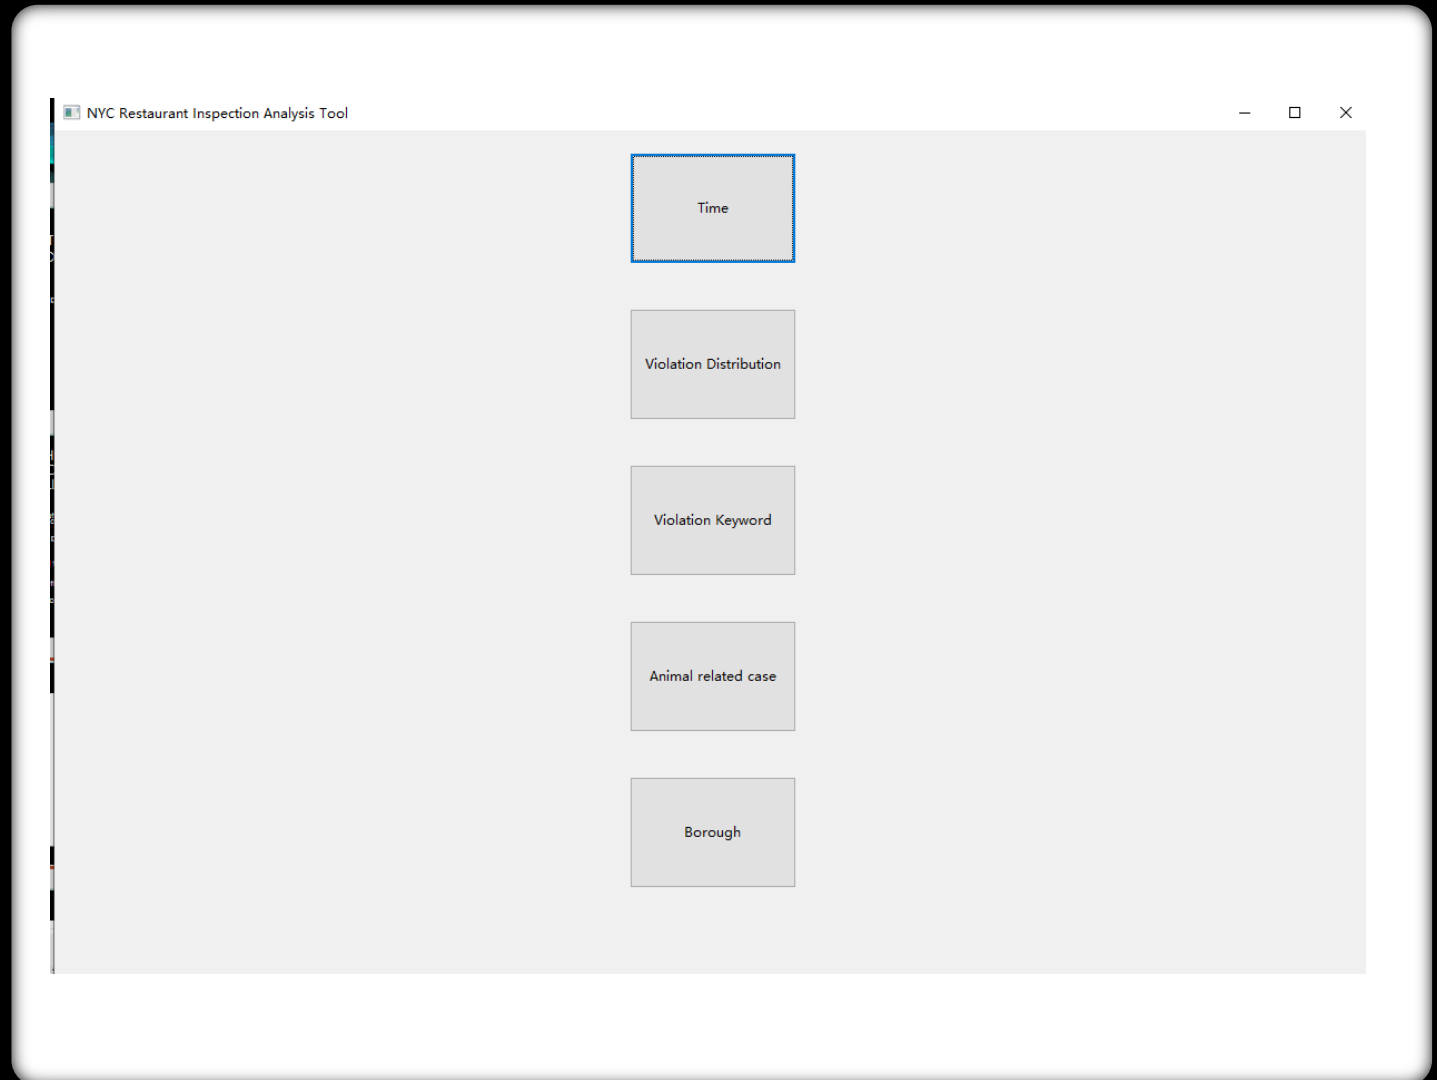 NYC Restaurant Inspection Analysis Tool
Time
Violation Distribution
Violation Keyword
Animal related case
Borough